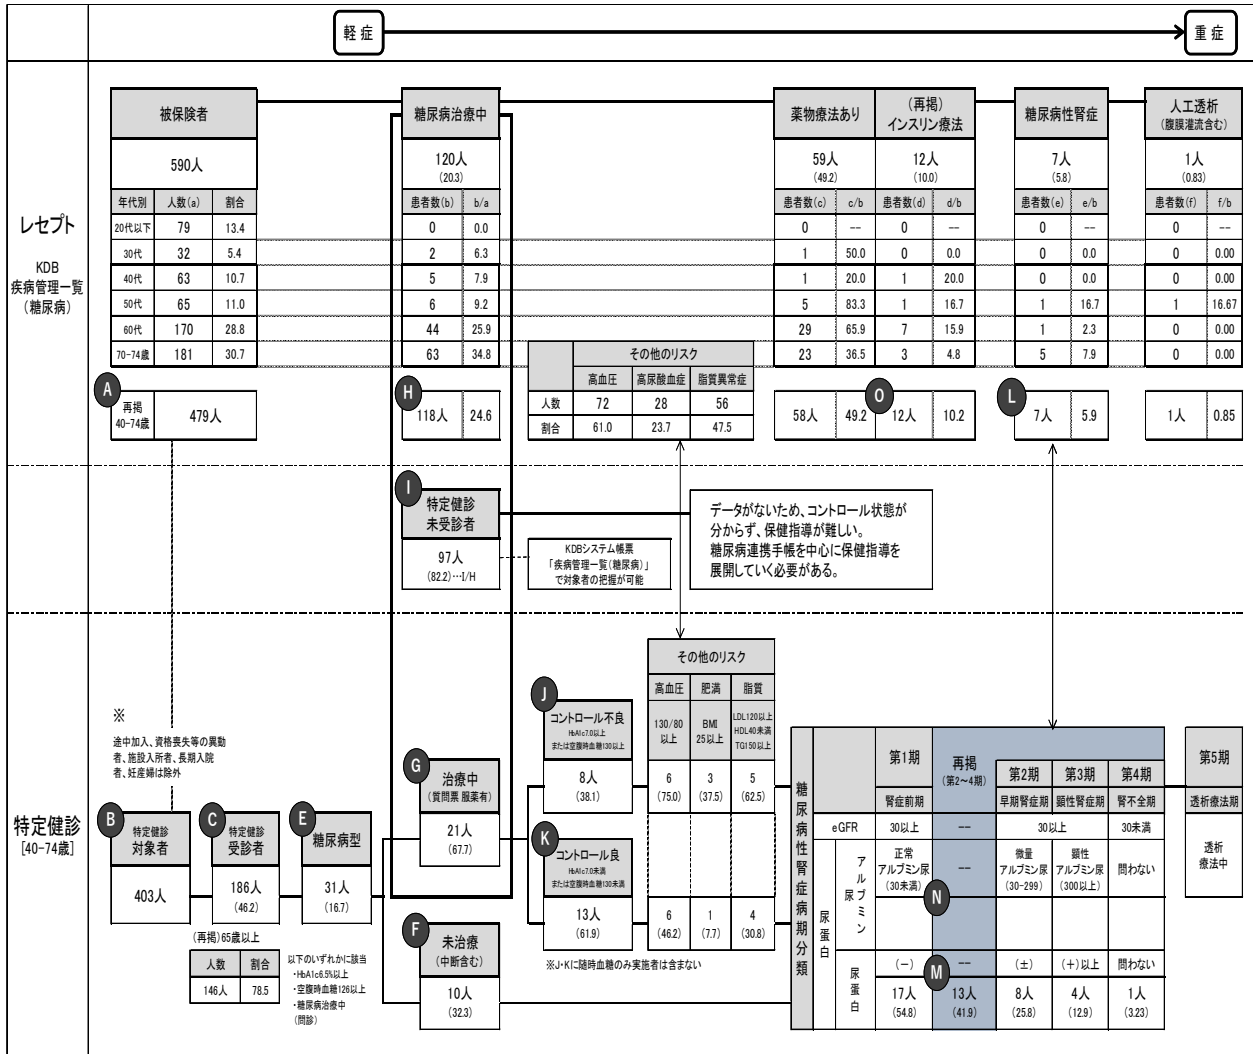 軽症
重症
レセプト
KDB
疾病管理一覧
(糖尿病)
被保険者
590人
年代別 人数(a) 割合
20代以下 79 13.4
30代 32 5.4
40代 63 10.7
50代 65 11.0
60代 170 28.8
70-74歳 181 30.7
A
再掲
40-74歳
479人
糖尿病治療中
120人
(20.3)
患者数(b) b/a
0 0.0
2 6.3
5 7.9
6 9.2
44 25.9
63 34.8
H
118人 24.6
その他のリスク
高血圧 高尿酸血症 脂質異常症
人数 72 28 56
割合 61.0 23.7 47.5
薬物療法あり
(再掲)
インスリン療法
59人
(49.2)
12人
(10.0)
患者数(c) c/b 患者数(d) d/b
0 -- 0 --
1 50.0 0 0.0
1 20.0 1 20.0
5 83.3 1 16.7
29 65.9 7 15.9
23 36.5 3 4.8
O
58人 49.2 12人 10.2
糖尿病性腎症
7人
(5.8)
患者数(e) e/b
0 --
0 0.0
0 0.0
1 16.7
1 2.3
5 7.9
L
7人 5.9
人工透析
(腹膜灌流含む)
1人
(0.83)
患者数(f) f/b
0 --
0 0.00
0 0.00
1 16.67
0 0.00
0 0.00
1人 0.85
I
特定健診
未受診者
97人
(82.2)…I/H
KDBシステム帳票
「疾病管理一覧(糖尿病)」
で対象者の把握が可能
データがないため、コントロール状態が
分からず、保健指導が難しい。
糖尿病連携手帳を中心に保健指導を
展開していく必要がある。
特定健診
[40-74歳]
※
途中加入、資格喪失等の異動
者、施設入所者、長期入院
者、妊産婦は除外
B
特定健診
対象者
403人
C
特定健診
受診者
186人
(46.2)
(再掲)65歳以上
人数 割合
146人 78.5
E
糖尿病型
31人
(16.7)
以下のいずれかに該当
・HbA1c6.5%以上
・空腹時血糖126以上
・糖尿病治療中
(問診)
G
治療中
(質問票 服薬有)
21人
(67.7)
F
未治療
(中断含む)
10人
(32.3)
J
コントロール不良
HbA1c7.0以上
または空腹時血糖130以上
8人
(38.1)
K
コントロール良
HbA1c7.0未満
または空腹時血糖130未満
13人
(61.9)
その他のリスク
高血圧 肥満 脂質
130/80
以上
BMI
25以上
LDL120以上
HDL40未満
TG150以上
6 3 5
(75.0) (37.5) (62.5)
6 1 4
(46.2) (7.7) (30.8)
※J・Kに随時血糖のみ実施者は含まない
糖尿病性腎症病期分類
第1期
再掲
(第2~4期)
第2期 第3期 第4期
腎症前期 早期腎症期 顕性腎症期 腎不全期
eGFR 30以上 -- 30以上 30未満
尿蛋白
尿アルブミン
正常
アルブミン尿
(30未満)
--
微量
アルブミン尿
(30-299)
顕性
アルブミン尿
(300以上)
問わない
N
尿蛋白
(-) -- (±) (+)以上 問わない
M
17人 13人 8人 4人 1人
(54.8) (41.9) (25.8) (12.9) (3.23)
第5期
透析療法期
透析
療法中